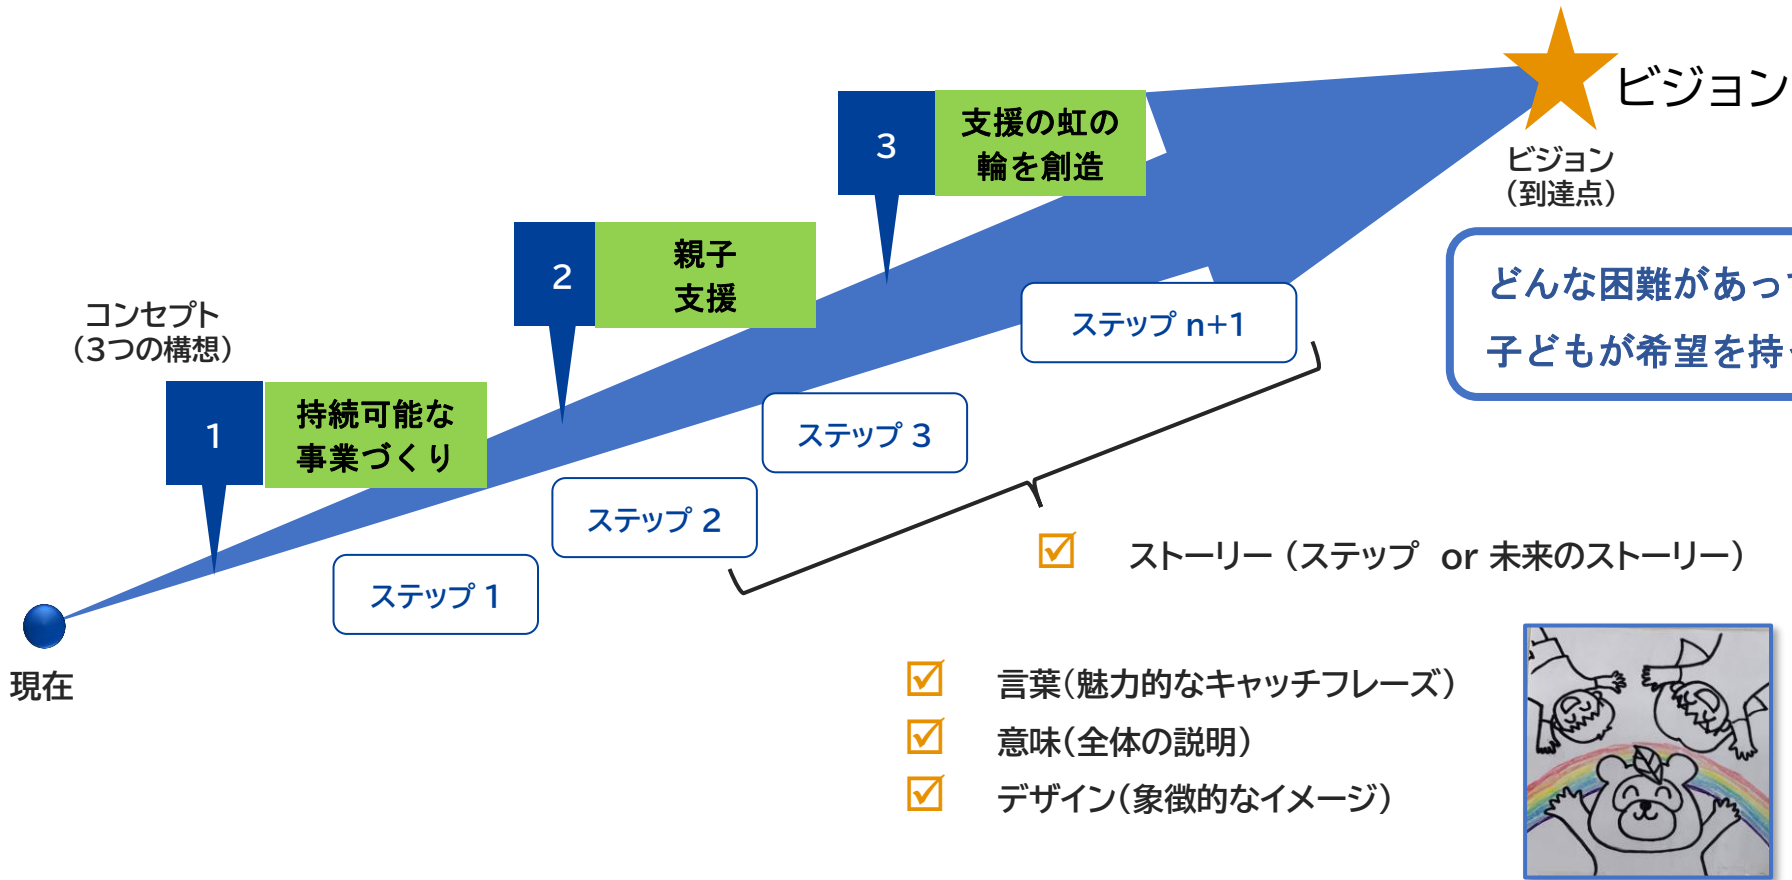 ビジョン
ビジョン
（到達点）
3
支援の虹の
輪を創造
2
親子
支援
コンセプト
（3つの構想）
1
持続可能な
事業づくり
どんな困難があって
子どもが希望を持
ステップ n+1
ステップ 3
ステップ 2
ステップ 1
現在
ストーリー（ステップ or 未来のストーリー）
言葉（魅力的なキャッチフレーズ）
意味（全体の説明）
デザイン（象徴的なイメージ）